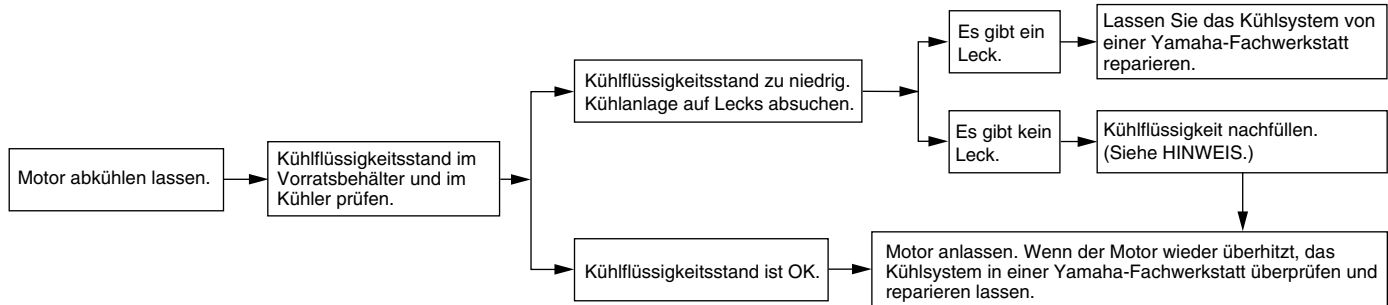 Motor abkühlen lassen.
Kühlflüssigkeitsstand im
Vorratsbehälter und im
Kühler prüfen.
Kühlflüssigkeitsstand zu niedrig.
Kühlanlage auf Lecks absuchen.
Es gibt ein
Leck.
Lassen Sie das Kühlsystem von
einer Yamaha-Fachwerkstatt
reparieren.
Es gibt kein
Leck.
Kühlflüssigkeit nachfüllen.
(Siehe HINWEIS.)
Kühlflüssigkeitsstand ist OK.
Motor anlassen. Wenn der Motor wieder überhitzt, das
Kühlsystem in einer Yamaha-Fachwerkstatt überprüfen und
reparieren lassen.